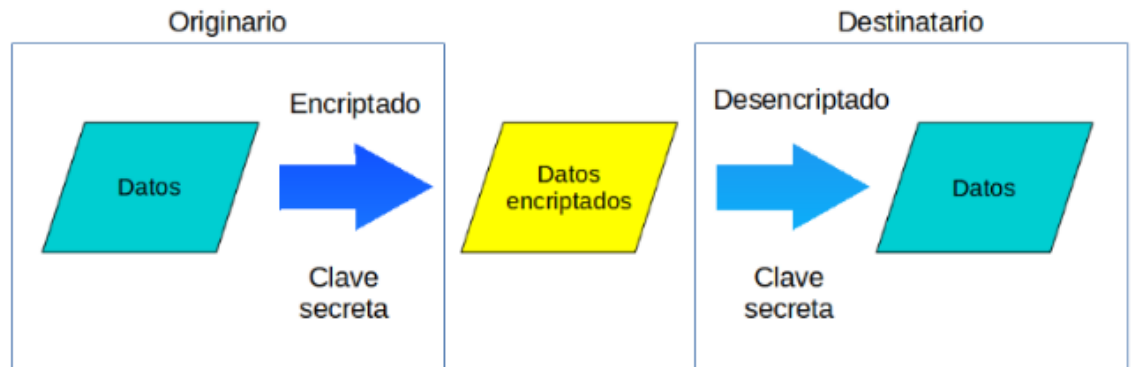 Originario
Destinatario
Encriptado
Desencriptado
Datos
Datos
encriptados
Datos
Clave
secreta
Clave
secreta